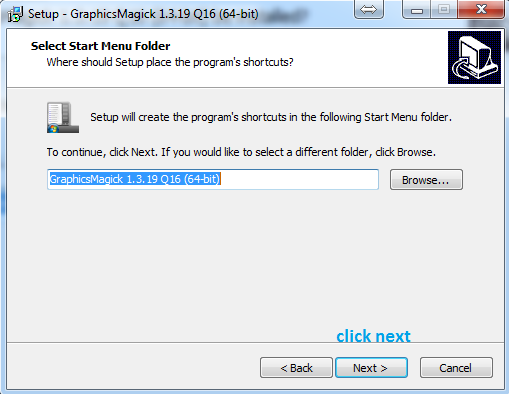 Setup - GraphicsMagick 1.3.19 Q16 (64-bit)
Select Start Menu Folder
Where should Setup place the program's shortcuts?
Setup will create the program's shortcuts in the following Start Menu folder.
To continue, click Next. If you would like to select a different folder, click Browse.
GraphicsMagick 1.3.19 Q16 (64-bit)
Browse...
click next
< Back
Next >
Cancel